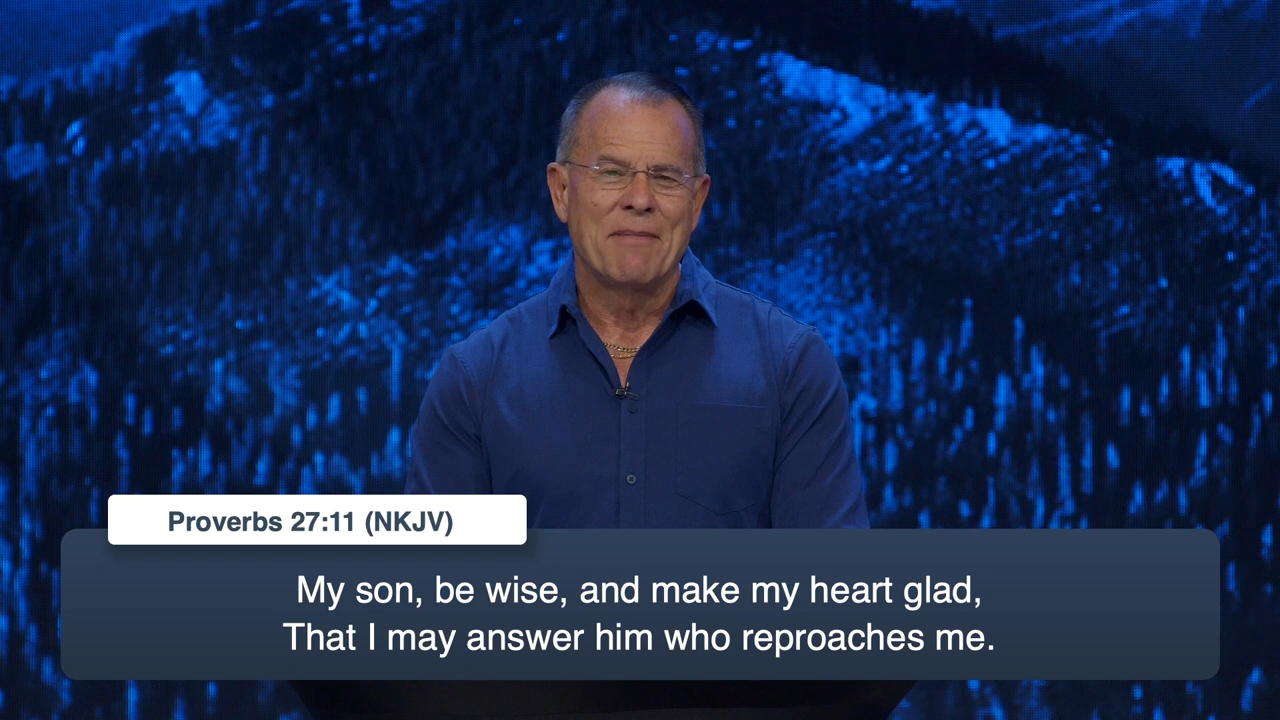 Proverbs 27:11 (NKJV)
My son, be wise, and make my heart glad,
That I may answer him who reproaches me.